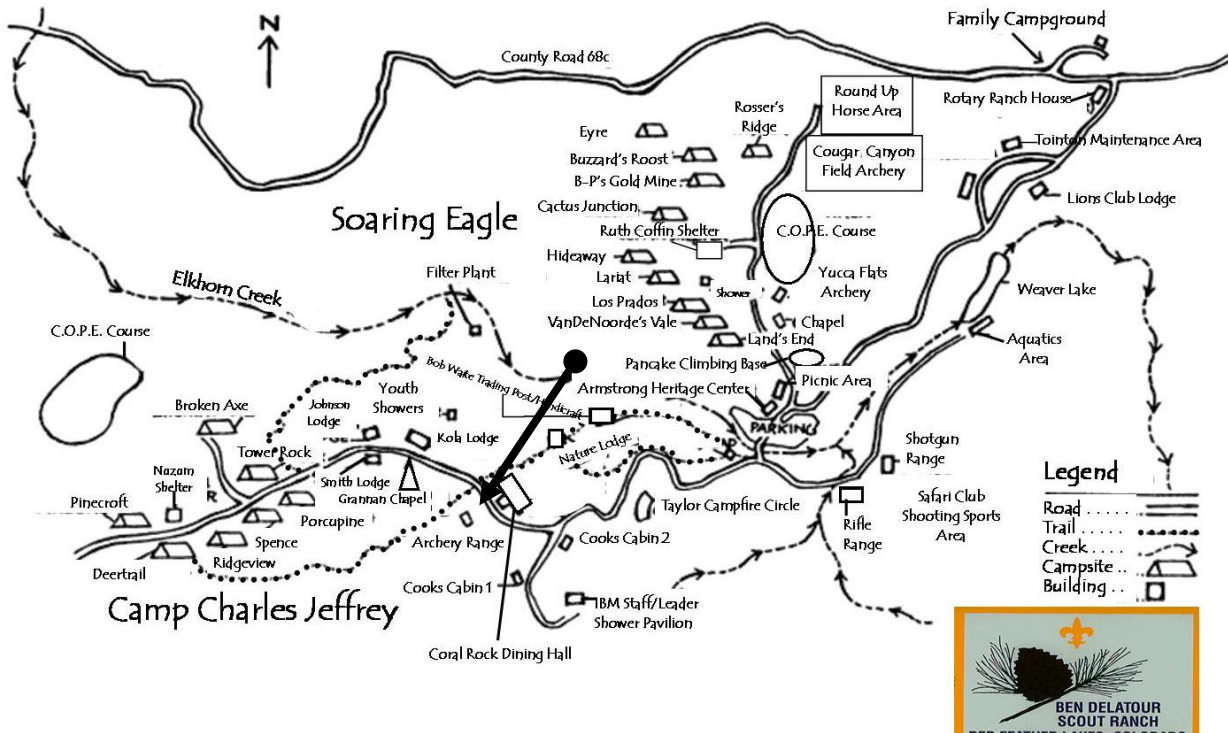 N
County Road 68c
Family Campground
Rotary Ranch House
Round Up
Horse Area
Rosser's
Ridge
Cougar Canyon
Field Archery
Tointon Maintenance Area
Lions Club Lodge
Eyre
Buzzard's Roost
B-P's Gold Mine
Cactus Junction
Soaring Eagle
Ruth Coffin Shelter
C.O.P.E. Course
Hideaway
Lariat
Shower
Yucca Flats
Archery
Los Prados
VanDeNoorde's Vale
Chapel
Land's End
Weaver Lake
Aquatics
Area
Filter Plant
Elkhorn Creek
C.O.P.E. Course
Pancake Climbing Base
Armstrong Heritage Center
Picnic Area
PARKING
Bob Waite Trading Post/Handicraft
Youth
Showers
Johnson
Lodge
Broken Axe
Kola Lodge
Nature Lodge
Tower Rock
Smith Lodge
Grannan Chapel
Nazam
Shelter
Pinecroft
Porcupine
Spence
Ridgeview
Deertrail
Archery Range
Taylor Campfire Circle
Cooks Cabin 2
Cooks Cabin 1
IBM Staff/Leader
Shower Pavilion
Coral Rock Dining Hall
Camp Charles Jeffrey
Shotgun
Range
Rifle
Range
Safari Club
Shooting Sports
Area
Legend
Road . . . . .
Trail . . . . .
Creek . . . .
Campsite . .
Building . .
BEN DELATOUR
SCOUT RANCH
RED FEATHER LAKES, COLORADO